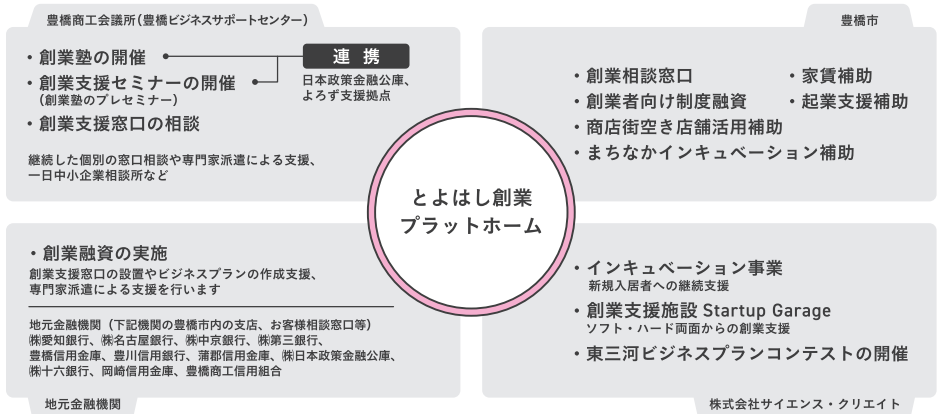 豊橋商工会議所(豊橋ビジネスサポートセンター)
・創業塾の開催
連 携
・創業支援セミナーの開催
(創業塾のプレセミナー)
日本政策金融公庫、
よろず支援拠点
・創業支援窓口の相談
継続した個別の窓口相談や専門家派遣による支援、
一日中小企業相談所など
豊橋市
・創業相談窓口
・家賃補助
・創業者向け制度融資
・起業支援補助
・商店街空き店舗活用補助
・まちなかインキュベーション補助
とよはし創業
プラットホーム
・創業融資の実施
創業支援窓口の設置やビジネスプランの作成支援、
専門家派遣による支援を行います
地元金融機関(下記機関の豊橋市内の支店、お客様相談窓口等)
㈱愛知銀行、㈱名古屋銀行、㈱中京銀行、㈱第三銀行、
豊橋信用金庫、豊川信用銀行、蒲郡信用金庫、㈱日本政策金融公庫、
㈱十六銀行、岡崎信用金庫、豊橋商工信用組合
地元金融機関
・インキュベーション事業
新規入居者への継続支援
・創業支援施設 Startup Garage
ソフト・ハード両面からの創業支援
・東三河ビジネスプランコンテストの開催
株式会社サイエンス・クリエイト